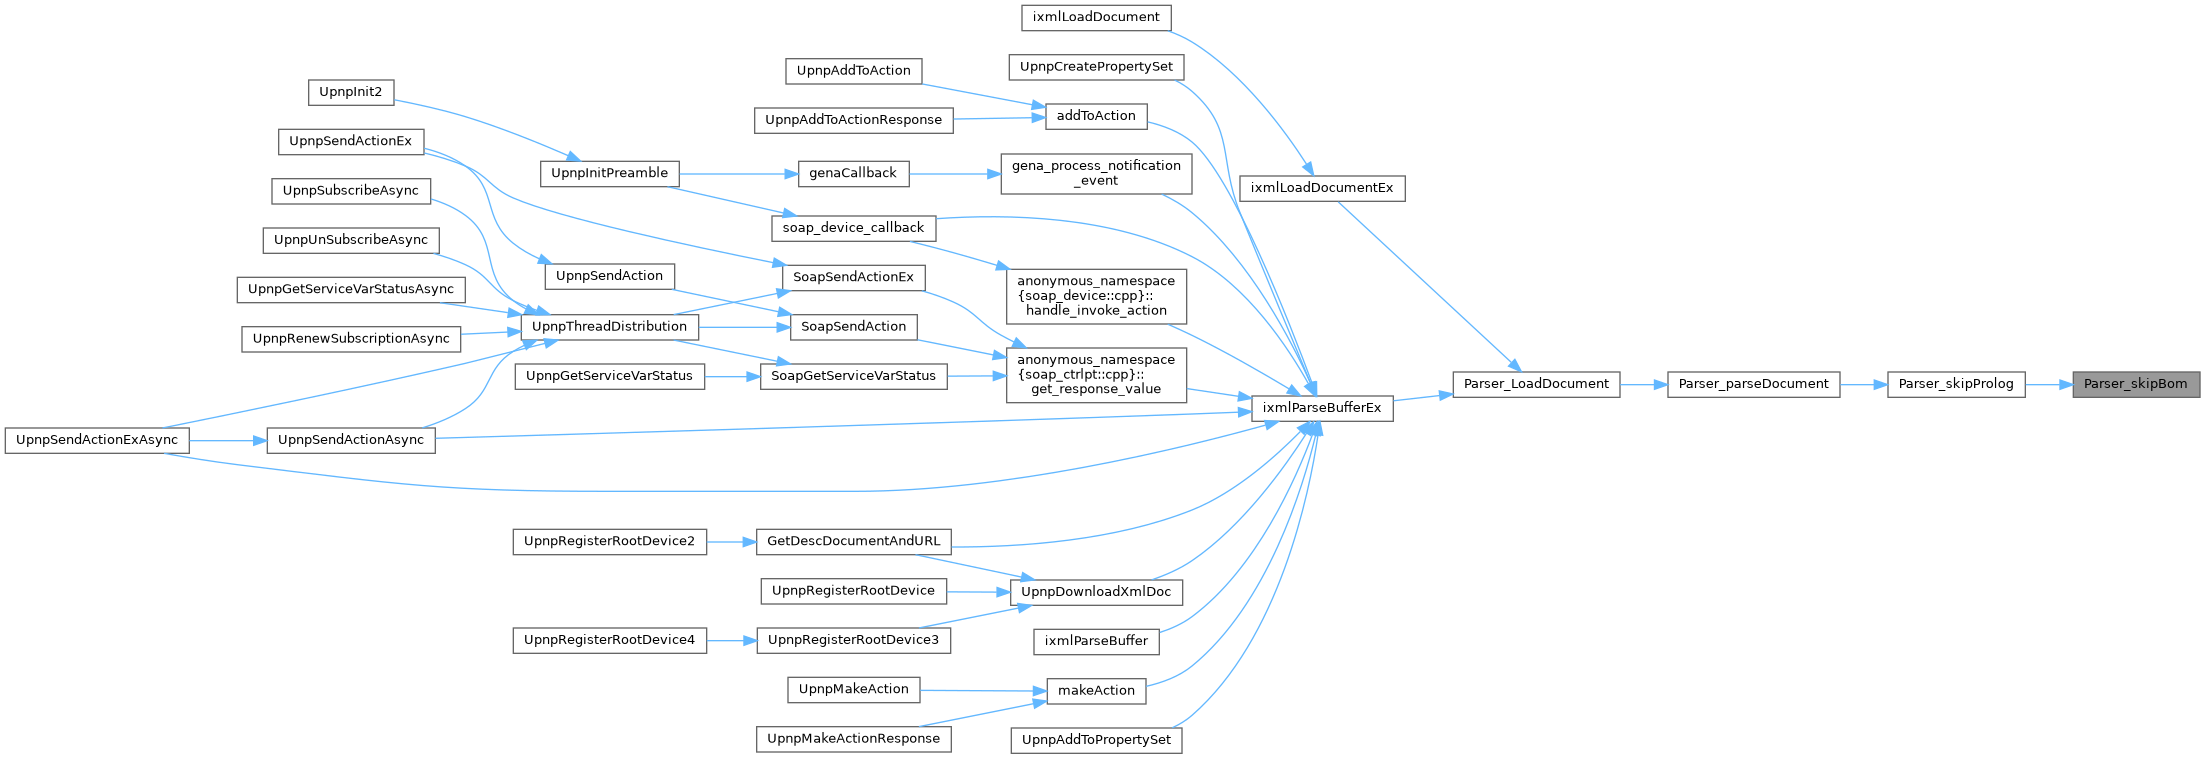 ixmlLoadDocument
UpnpCreatePropertySet
UpnpAddToAction
UpnpInit2
addToAction
UpnpAddToActionResponse
UpnpSendActionEx
gena_process_notification
_event
UpnpInitPreamble
genaCallback
ixmlLoadDocumentEx
UpnpSubscribeAsync
soap_device_callback
UpnpUnSubscribeAsync
UpnpSendAction
SoapSendActionEx
anonymous_namespace
{soap_device::cpp}::
handle_invoke_action
UpnpGetServiceVarStatusAsync
UpnpThreadDistribution
SoapSendAction
UpnpRenewSubscriptionAsync
anonymous_namespace
{soap_ctrlpt::cpp}::
get_response_value
UpnpGetServiceVarStatus
SoapGetServiceVarStatus
Parser_LoadDocument
Parser_parseDocument
Parser_skipProlog
Parser_skipBom
ixmlParseBufferEx
UpnpSendActionExAsync
UpnpSendActionAsync
UpnpRegisterRootDevice2
GetDescDocumentAndURL
UpnpRegisterRootDevice
UpnpDownloadXmlDoc
UpnpRegisterRootDevice4
UpnpRegisterRootDevice3
ixmlParseBuffer
UpnpMakeAction
makeAction
UpnpMakeActionResponse
UpnpAddToPropertySet